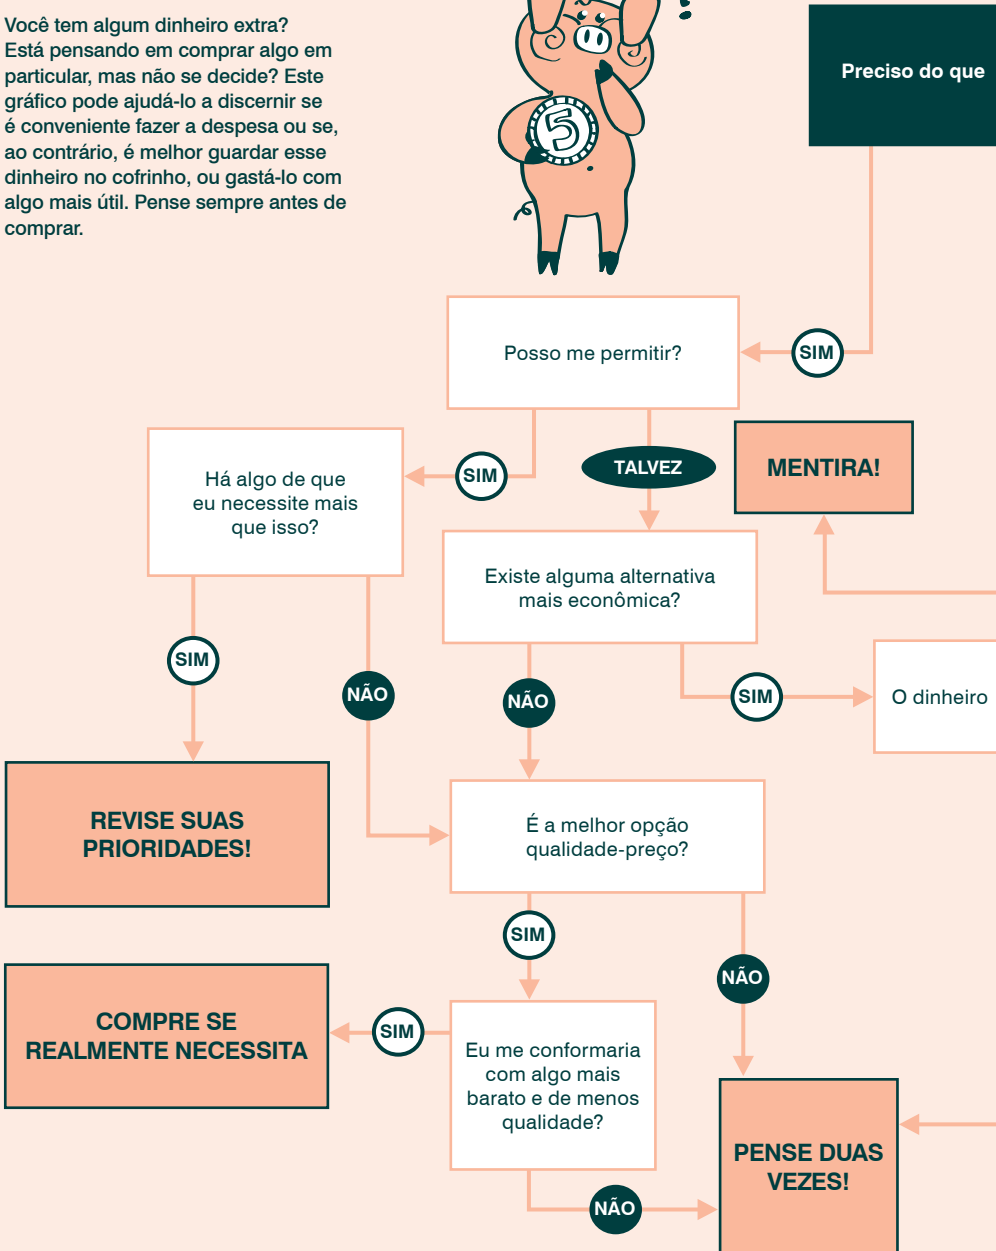 Você tem algum dinheiro extra?
Está pensando em comprar algo em
particular, mas não se decide? Este
gráfico pode ajudá-lo a discernir se
é conveniente fazer a despesa ou se,
ao contrário, é melhor guardar esse
dinheiro no cofrinho, ou gastá-lo com
algo mais útil. Pense sempre antes de
comprar.
5
Preciso do que
SIM
Posso me permitir?
SIM
TALVEZ
MENTIRA!
Há algo de que
eu necessite mais
que isso?
Existe alguma alternativa
mais econômica?
SIM
NÃO
NÃO
SIM
O dinheiro
REVISE SUAS
PRIORIDADES!
É a melhor opção
qualidade-preço?
SIM
NÃO
COMPRE SE
REALMENTE NECESSITA
SIM
Eu me conformaria
com algo mais
barato e de menos
qualidade?
NÃO
PENSE DUAS
VEZES!